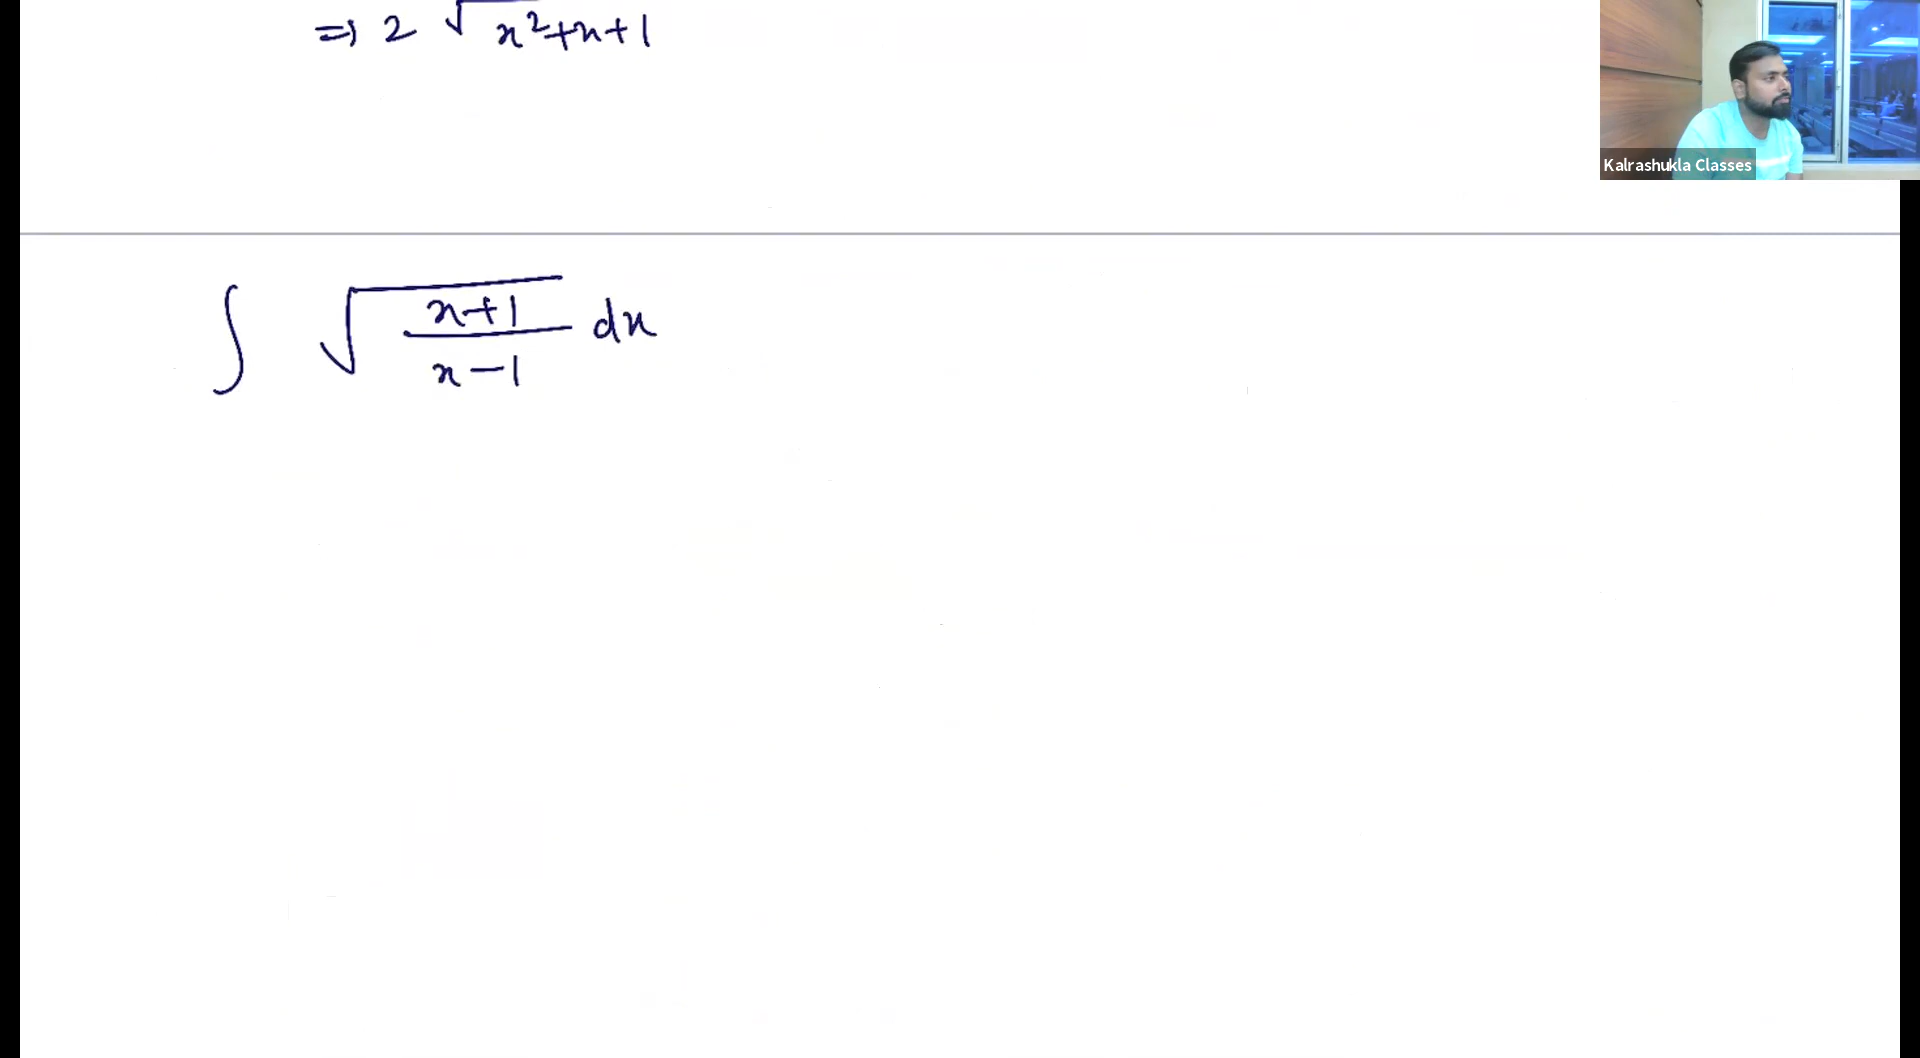 ⇒ 2 √x²+x+1
Kalrashukla Classes
∫ √(x+1)/(x-1) dx